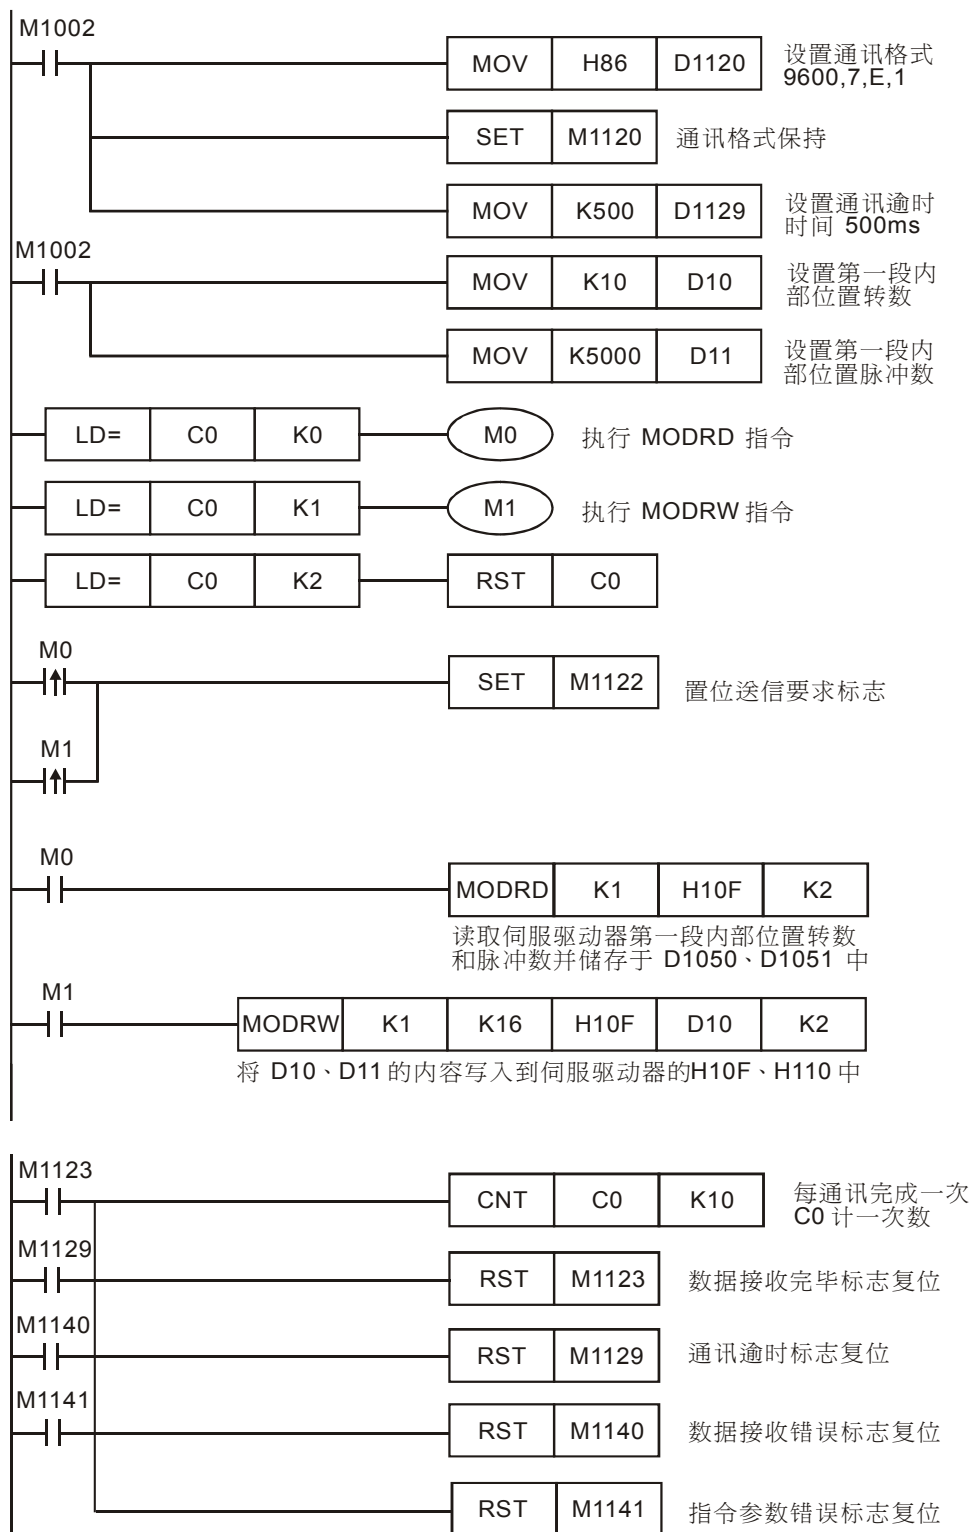 M1002
MOV H86 D1120 设置通讯格式
9600,7,E,1
SET M1120 通讯格式保持
MOV K500 D1129 设置通讯逾时
时间 500ms
M1002
MOV K10 D10 设置第一段内
部位置转数
MOV K5000 D11 设置第一段内
部位置脉冲数
LD= C0 K0 M0 执行 MODRD 指令
LD= C0 K1 M1 执行 MODRW 指令
LD= C0 K2 RST C0
M0
SET M1122 置位送信要求标志
M1
M0
MODRD K1 H10F K2
读取伺服驱动器第一段内部位置转数
和脉冲数并储存于 D1050、D1051 中
M1
MODRW K1 K16 H10F D10 K2
将 D10、D11 的内容写入到伺服驱动器的H10F、H110 中
M1123
CNT C0 K10 每通讯完成一次
C0 计一次数
M1129
RST M1123 数据接收完毕标志复位
M1140
RST M1129 通讯逾时标志复位
M1141
RST M1140 数据接收错误标志复位
RST M1141 指令参数错误标志复位